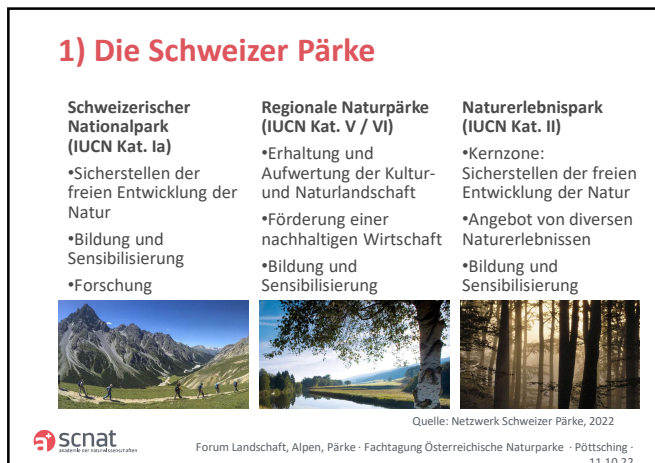 1) Die Schweizer Pärke
Schweizerischer
Nationalpark
(IUCN Kat. Ia)
•Sicherstellen der
freien Entwicklung der
Natur
•Bildung und
Sensibilisierung
•Forschung
Regionale Naturpärke
(IUCN Kat. V / VI)
•Erhaltung und
Aufwertung der Kultur-
und Naturlandschaft
•Förderung einer
nachhaltigen Wirtschaft
•Bildung und
Sensibilisierung
Naturerlebnispark
(IUCN Kat. II)
•Kernzone:
Sicherstellen der freien
Entwicklung der Natur
•Angebot von diversen
Naturerlebnissen
•Bildung und
Sensibilisierung
Quelle: Netzwerk Schweizer Pärke, 2022
scnat
akademie der naturwissenschaften
Forum Landschaft, Alpen, Pärke · Fachtagung Österreichische Naturparke · Pöttsching ·
11.10.22